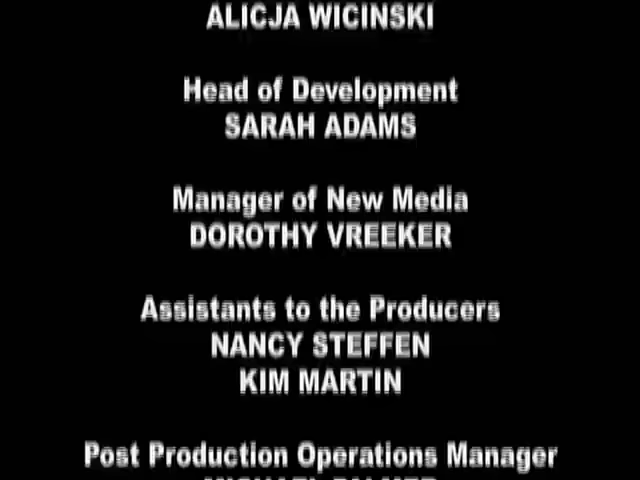 ALICJA WICINSKI
Head of Development
SARAH ADAMS
Manager of New Media
DOROTHY VREEKER
Assistants to the Producers
NANCY STEFFEN
KIM MARTIN
Post Production Operations Manager